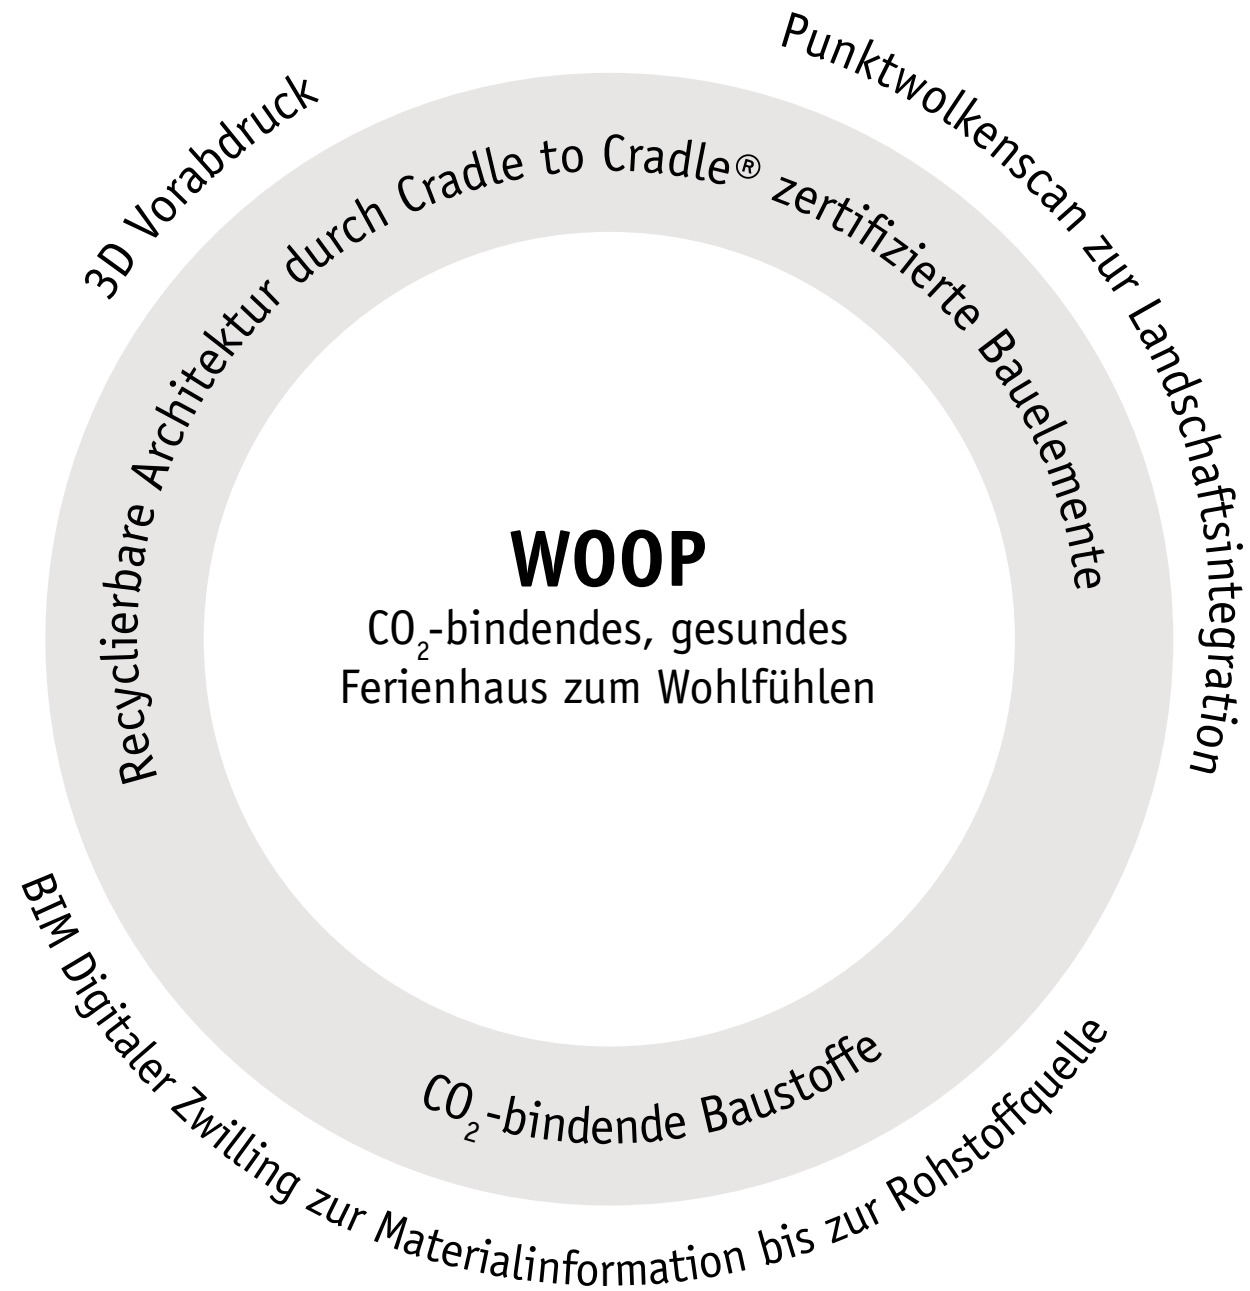 3D Vorabdruck
Punktwolkenscan zur Landschaftsintegration
Recyclierbare Architektur durch Cradle to Cradle® zertifizierte Bauelemente
WOOP
CO₂-bindendes, gesundes
Ferienhaus zum Wohlfühlen
CO₂-bindende Baustoffe
BIM Digitaler Zwilling zur Materialinformation bis zur Rohstoffquelle